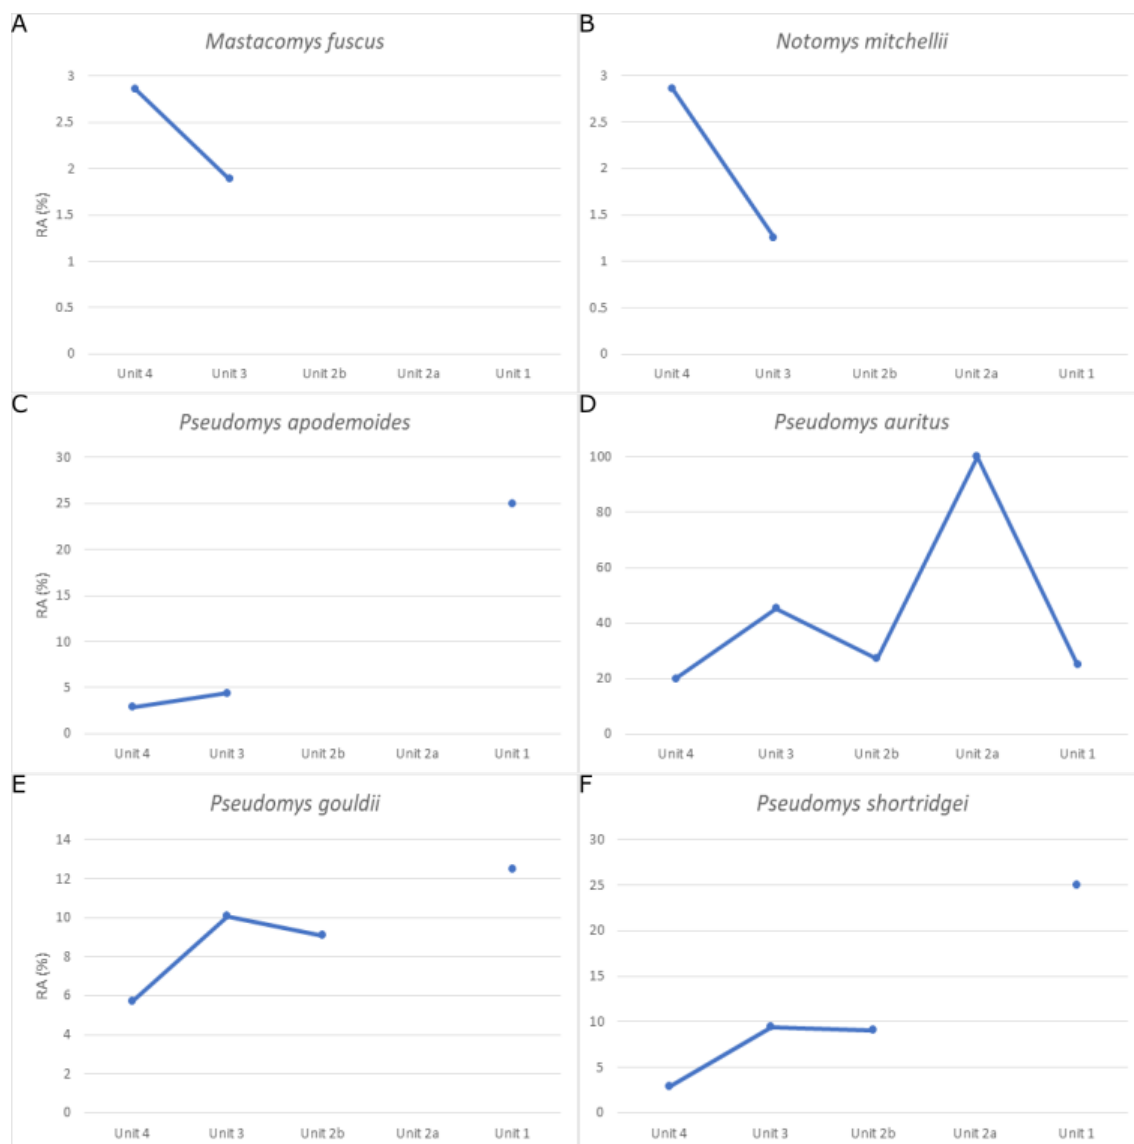 A
Mastacomys fuscus
RA (%)
3
2.5
2
1.5
1
0.5
0
Unit 4 Unit 3 Unit 2b Unit 2a Unit 1
B
Notomys mitchellii
3
2.5
2
1.5
1
0.5
0
Unit 4 Unit 3 Unit 2b Unit 2a Unit 1
C
Pseudomys apodemoides
RA (%)
30
25
20
15
10
5
0
Unit 4 Unit 3 Unit 2b Unit 2a Unit 1
D
Pseudomys auritus
100
80
60
40
20
0
Unit 4 Unit 3 Unit 2b Unit 2a Unit 1
E
Pseudomys gouldii
RA (%)
14
12
10
8
6
4
2
0
Unit 4 Unit 3 Unit 2b Unit 2a Unit 1
F
Pseudomys shortridgei
30
25
20
15
10
5
0
Unit 4 Unit 3 Unit 2b Unit 2a Unit 1